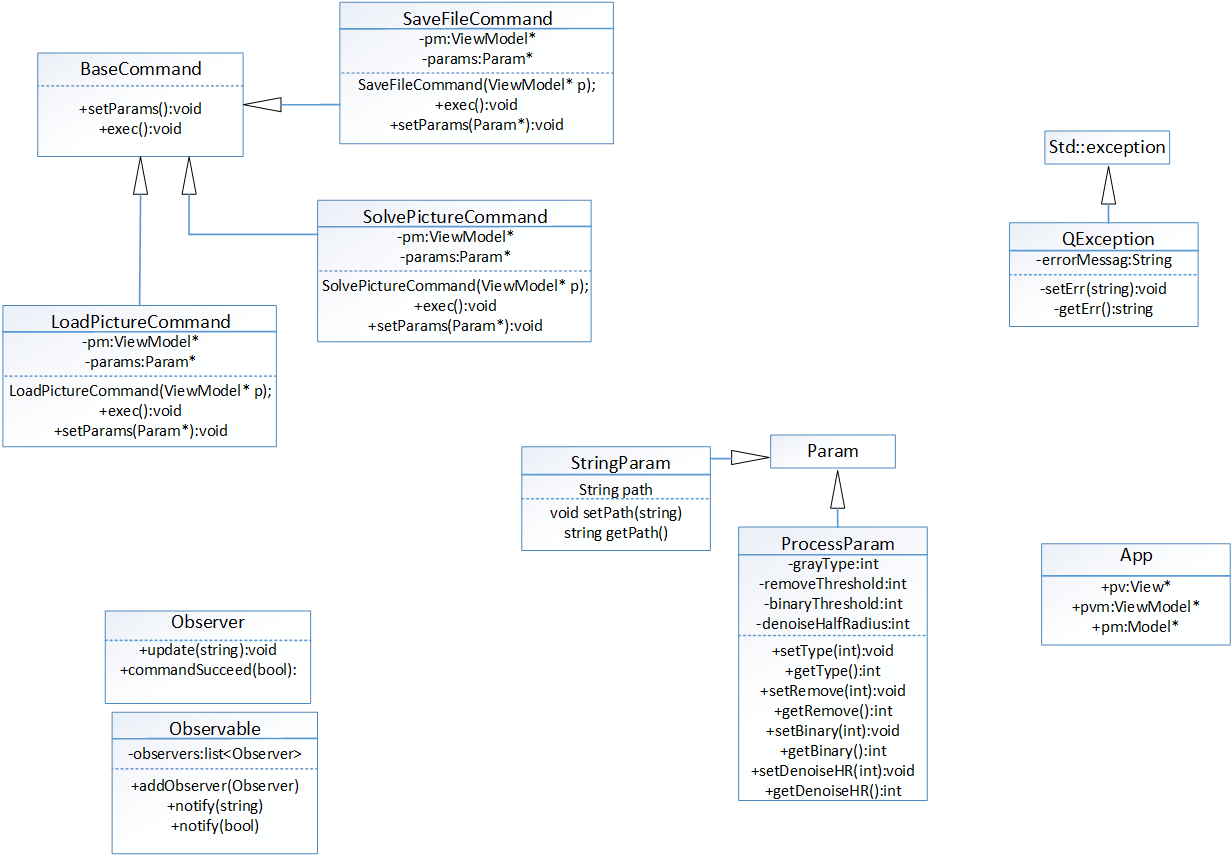 SaveFileCommand
-pm:ViewModel*
-params:Param*
SaveFileCommand(ViewModel* p);
+exec():void
+setParams(Param*):void
BaseCommand
+setParams():void
+exec():void
Std::exception
SolvePictureCommand
-pm:ViewModel*
-params:Param*
SolvePictureCommand(ViewModel* p);
+exec():void
+setParams(Param*):void
QException
-errorMessag:String
-setErr(string):void
-getErr():string
LoadPictureCommand
-pm:ViewModel*
-params:Param*
LoadPictureCommand(ViewModel* p);
+exec():void
+setParams(Param*):void
Param
StringParam
String path
void setPath(string)
string getPath()
ProcessParam
-grayType:int
-removeThreshold:int
-binaryThreshold:int
-denoiseHalfRadius:int
+setType(int):void
+getType():int
+setRemove(int):void
+getRemove():int
+setBinary(int):void
+getBinary():int
+setDenoiseHR(int):void
+getDenoiseHR():int
App
+pv:View*
+pvm:ViewModel*
+pm:Model*
Observer
+update(string):void
+commandSucceed(bool):
Observable
-observers:list<Observer>
+addObserver(Observer)
+notify(string)
+notify(bool)